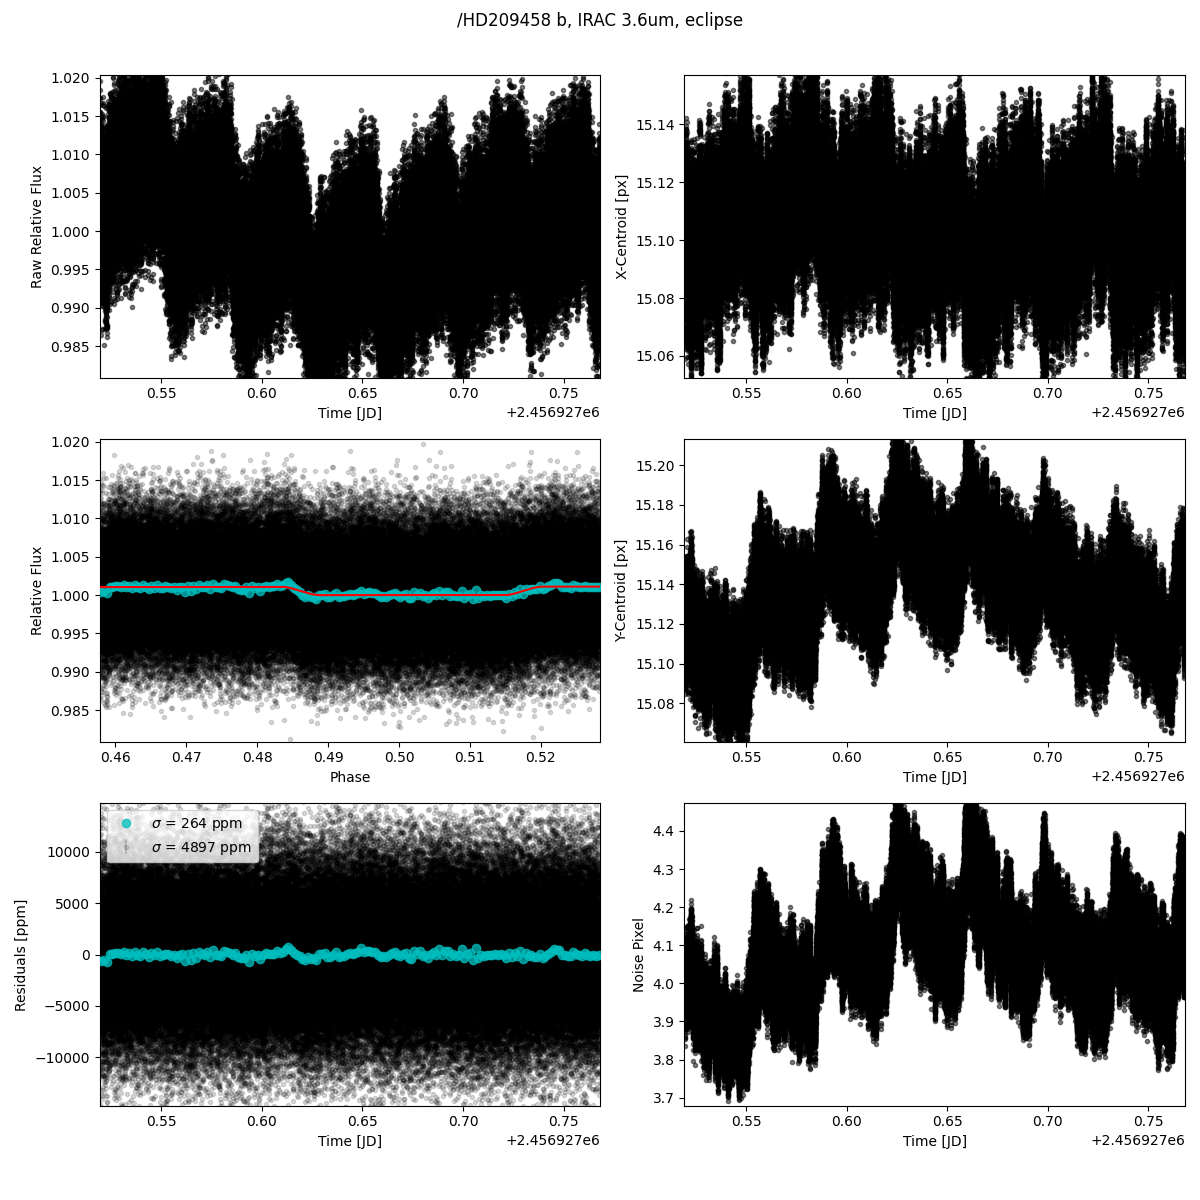 /HD209458 b, IRAC 3.6um, eclipse
Raw Relative Flux
1.020
1.015
1.010
1.005
1.000
0.995
0.990
0.985
0.55 0.60 0.65 0.70 0.75
Time [JD]
+2.456927e6
X-Centroid [px]
15.14
15.12
15.10
15.08
15.06
0.55 0.60 0.65 0.70 0.75
Time [JD]
+2.456927e6
Relative Flux
1.020
1.015
1.010
1.005
1.000
0.995
0.990
0.985
0.46 0.47 0.48 0.49 0.50 0.51 0.52
Phase
Y-Centroid [px]
15.20
15.18
15.16
15.14
15.12
15.10
15.08
0.55 0.60 0.65 0.70 0.75
Time [JD]
+2.456927e6
Residuals [ppm]
10000
5000
0
−5000
−10000
σ = 264 ppm
σ = 4897 ppm
0.55 0.60 0.65 0.70 0.75
Time [JD]
+2.456927e6
Noise Pixel
4.4
4.3
4.2
4.1
4.0
3.9
3.8
3.7
0.55 0.60 0.65 0.70 0.75
Time [JD]
+2.456927e6